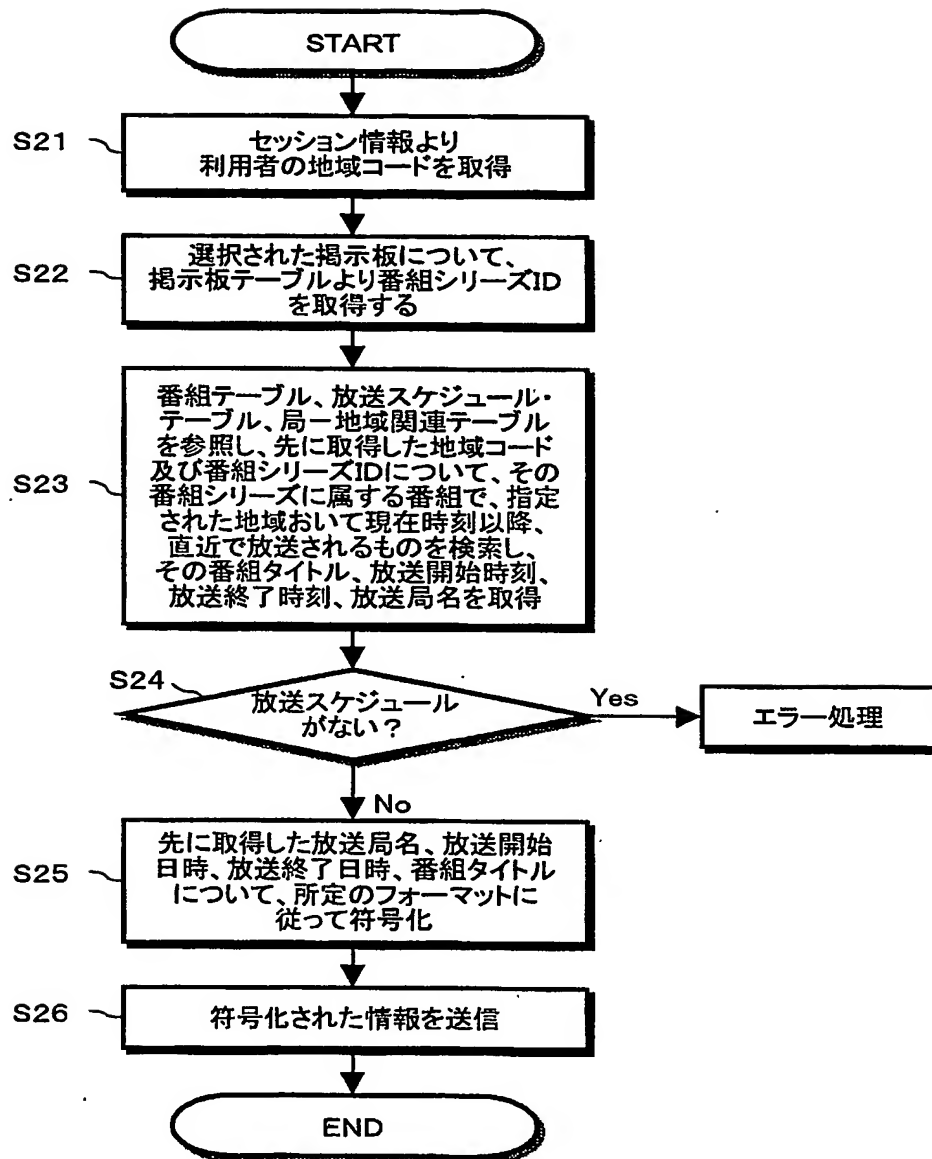 START
S21
セッション情報より
利用者の地域コードを取得
S22
選択された掲示板について、
掲示板テーブルより番組シリーズID
を取得する
S23
番組テーブル、放送スケジュール・
テーブル、局－地域関連テーブル
を参照し、先に取得した地域コード
及び番組シリーズIDについて、その
番組シリーズに属する番組で、指定
された地域おいて現在時刻以降、
直近で放送されるものを検索し、
その番組タイトル、放送開始時刻、
放送終了時刻、放送局名を取得
S24
放送スケジュール
がない？
Yes
エラー処理
No
S25
先に取得した放送局名、放送開始
日時、放送終了日時、番組タイトル
について、所定のフォーマットに
従って符号化
S26
符号化された情報を送信
END